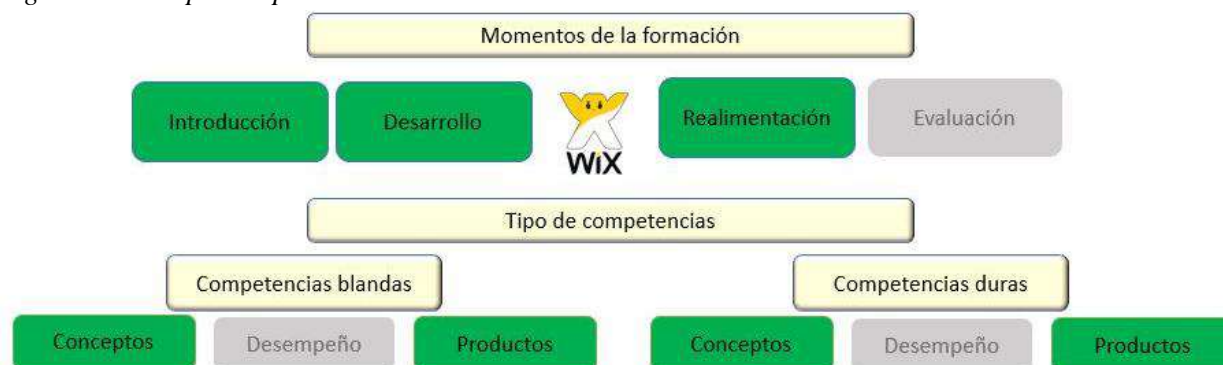 Momentos de la formación
Introducción Desarrollo Realimentación Evaluación
WiX
Tipo de competencias
Competencias blandas Competencias duras
Conceptos Desempeño Productos Conceptos Desempeño Productos